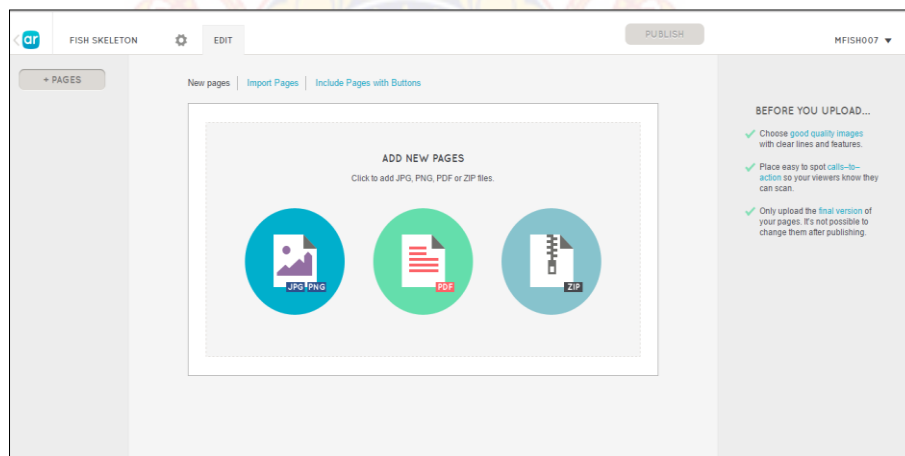 ar
FISH SKELETON
EDIT
PUBLISH
MFISH007
+ PAGES
New pages
Import Pages
Include Pages with Buttons
ADD NEW PAGES
Click to add JPG, PNG, PDF or ZIP files.
JPG PNG
PDF
ZIP
BEFORE YOU UPLOAD...
Choose good quality images
with clear lines and features.
Place easy to spot calls–to–
action so your viewers know they
can scan.
Only upload the final version of
your pages. It's not possible to
change them after publishing.